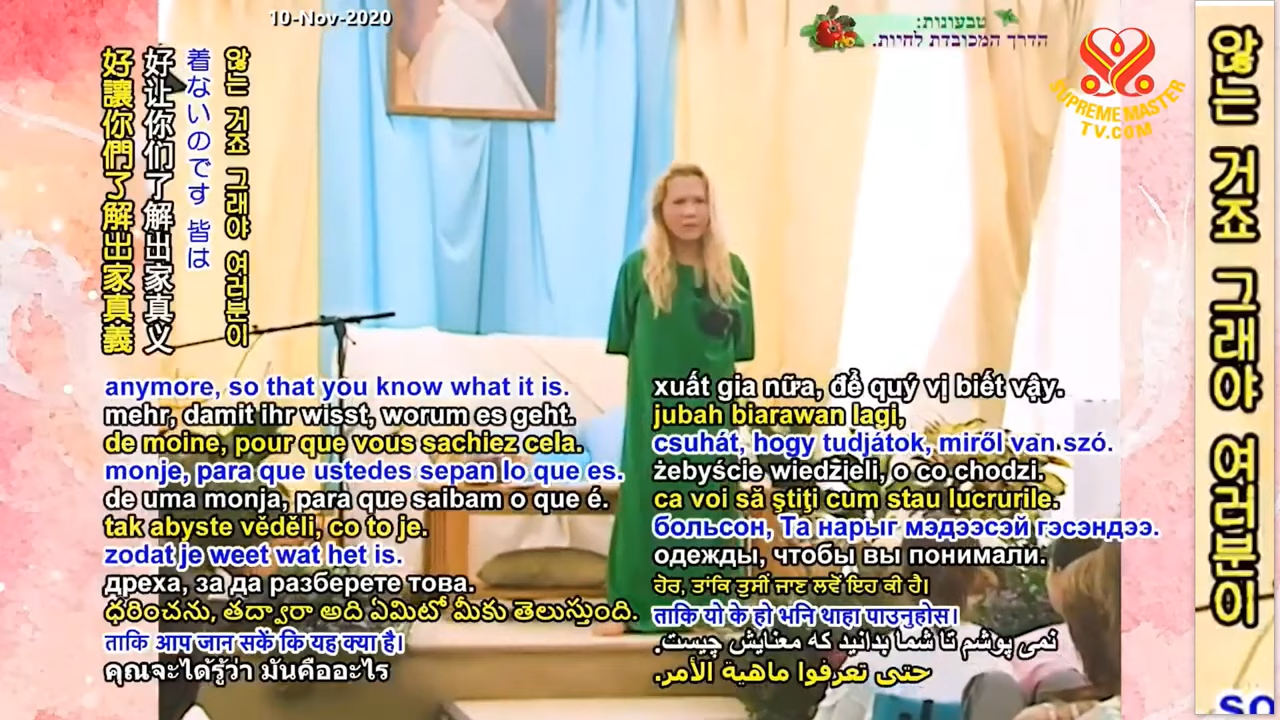 10-Nov-2020
טבעונות:
הדרך המכובדת לחיות.
SUPREME MASTER
TV.COM
好讓你們了解出家真義
好让你们了解出家真义
着ないのです 皆は
않는 거죠 그래야 여러분이
anymore, so that you know what it is.
mehr, damit ihr wisst, worum es geht.
de moine, pour que vous sachiez cela.
monje, para que ustedes sepan lo que es.
de uma monja, para que saibam o que é.
tak abyste věděli, co to je.
zodat je weet wat het is.
дреха, за да разберете това.
ధరించను, తద్వారా అది ఏమిటో మీకు తెలుస్తుంది.
ताकि आप जान सकें कि यह क्या है।
คุณจะได้รู้ว่า มันคืออะไร
xuất gia nữa, để quý vị biết vậy.
jubah biarawan lagi,
csuhát, hogy tudjátok, miről van szó.
żebyście wiedzieli, o co chodzi.
ca voi să ştiţi cum stau lucrurile.
больсон, Та нарыг мэдээсэй гэсэндээ.
одежды, чтобы вы понимали.
ਹੋਰ, ਤਾਂਕਿ ਤੁਸੀਂ ਜਾਣ ਲਵੋਂ ਇਹ ਕੀ ਹੈ।
ताकि यो के हो भनि थाहा पाउनुहोस।
نمی پوشم تا شما بدانید که معنایش چیست.
حتى تعرفوا ماهية الأمر.
않는 거죠 그래야 여러분이
so